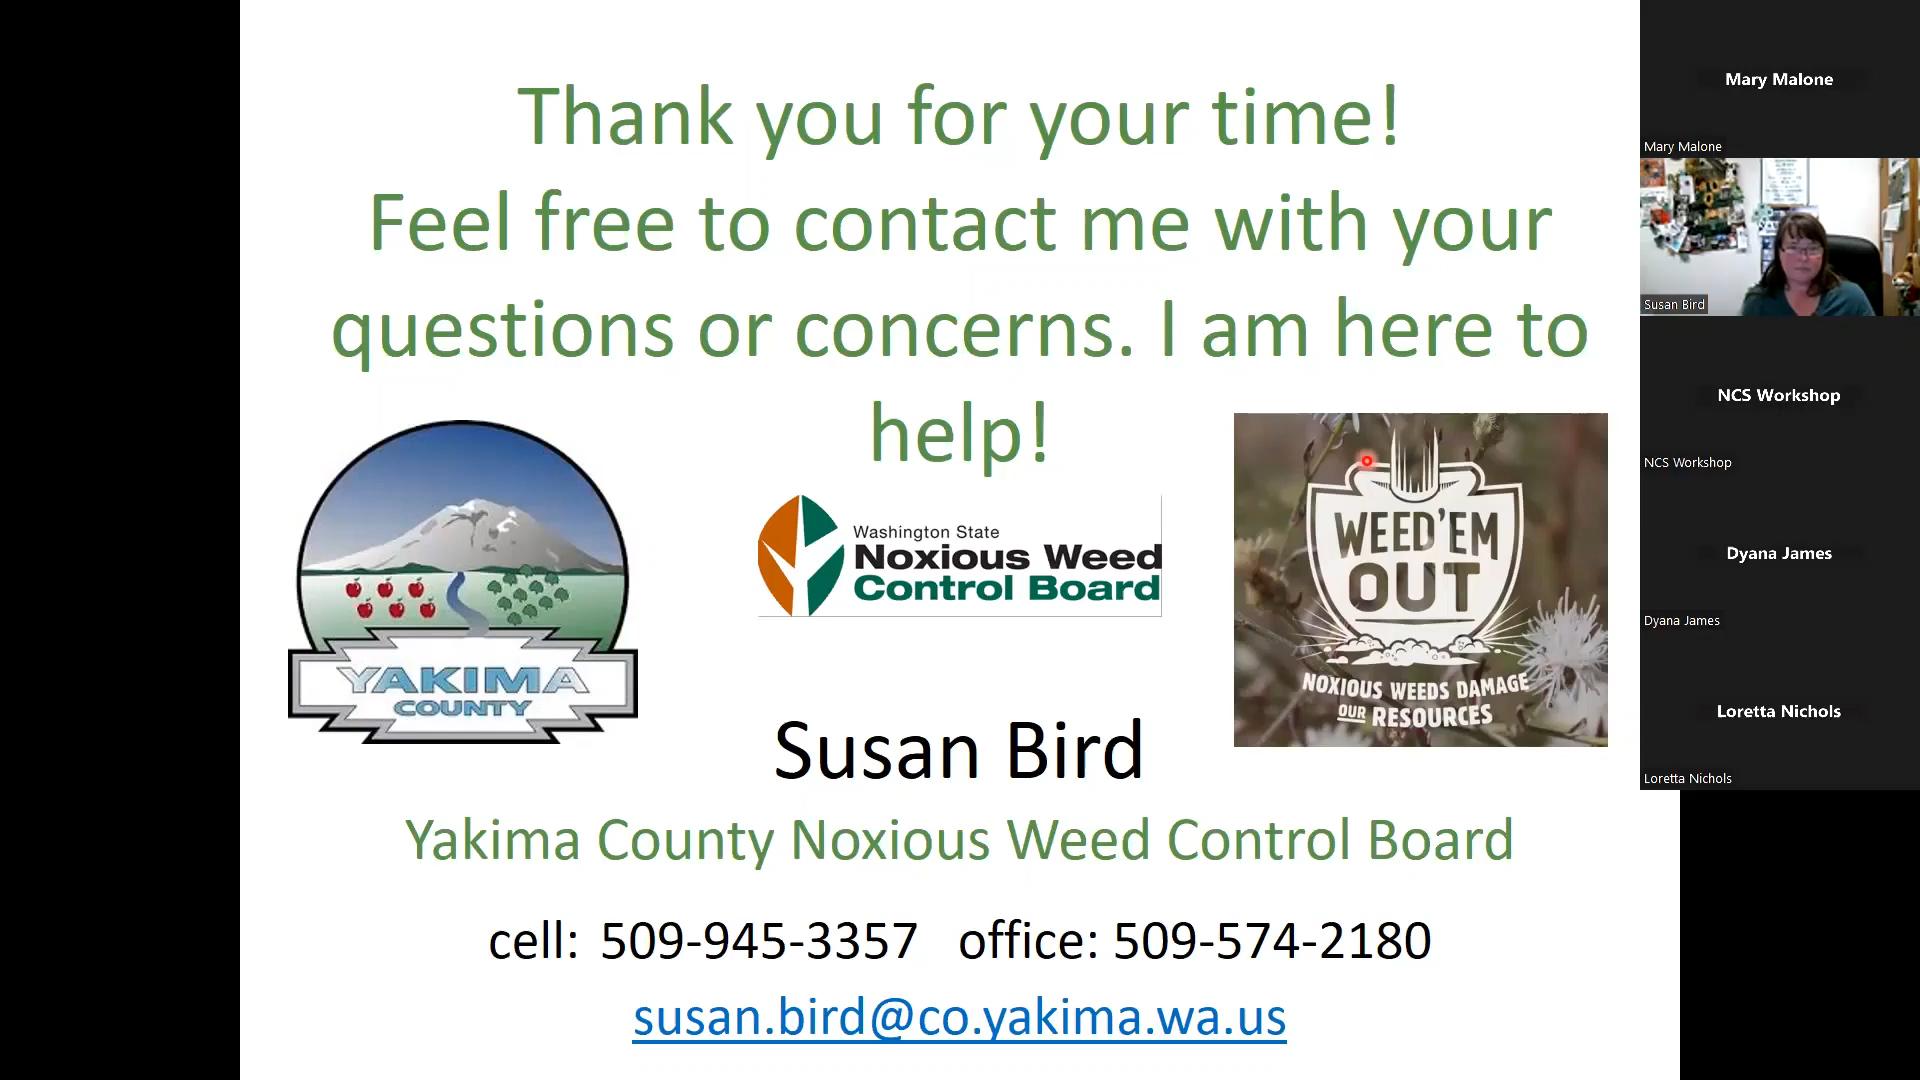 Thank you for your time!
Feel free to contact me with your
questions or concerns. I am here to
help!
YAKIMA
COUNTY
Washington State
Noxious Weed
Control Board
WEED'EM
OUT
NOXIOUS WEEDS DAMAGE
OUR RESOURCES
Susan Bird
Yakima County Noxious Weed Control Board
cell: 509-945-3357 office: 509-574-2180
susan.bird@co.yakima.wa.us
Mary Malone
Mary Malone
Susan Bird
NCS Workshop
NCS Workshop
Dyana James
Dyana James
Loretta Nichols
Loretta Nichols